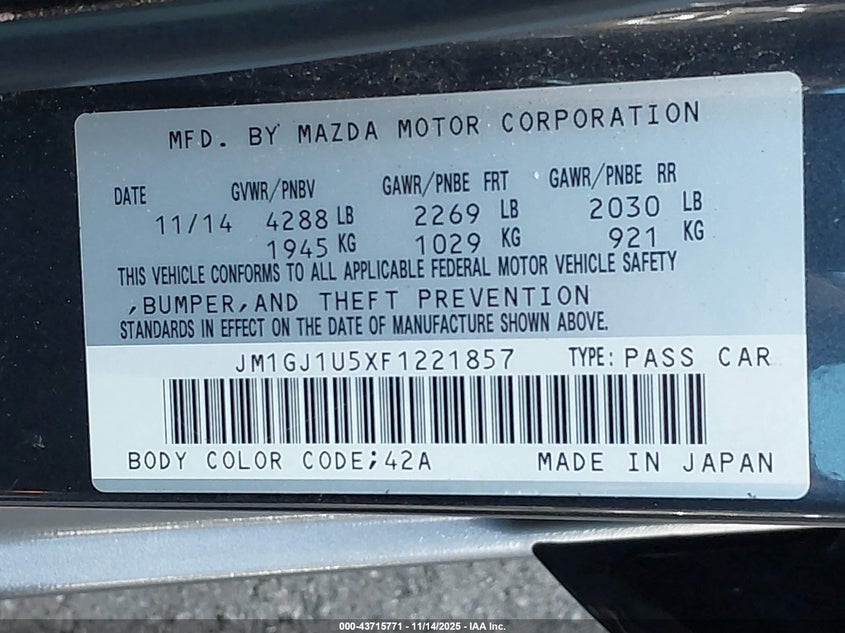 MFD. BY MAZDA MOTOR CORPORATION
DATE GVWR/PNBV GAWR/PNBE FRT GAWR/PNBE RR
11/14 4288 LB 2269 LB 2030 LB
1945 KG 1029 KG 921 KG
THIS VEHICLE CONFORMS TO ALL APPLICABLE FEDERAL MOTOR VEHICLE SAFETY
,BUMPER,AND THEFT PREVENTION
STANDARDS IN EFFECT ON THE DATE OF MANUFACTURE SHOWN ABOVE.
JM1GJ1U5XF1221857 TYPE: PASS CAR
BODY COLOR CODE;42A MADE IN JAPAN
000-43715771 - 11/14/2025 - IAA Inc.